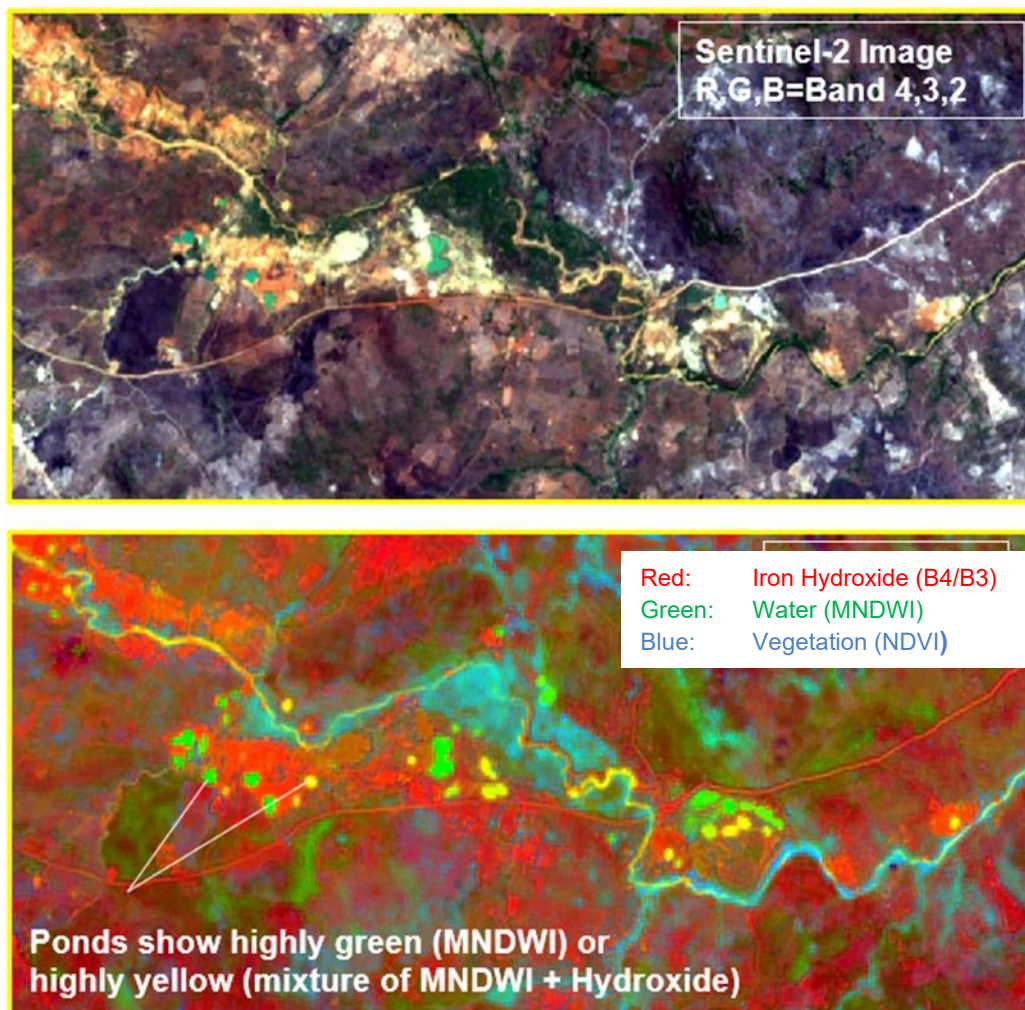 Sentinel-2 Image
R,G,B=Band 4,3,2
Red: Iron Hydroxide (B4/B3)
Green: Water (MNDWI)
Blue: Vegetation (NDVI)
Ponds show highly green (MNDWI) or
highly yellow (mixture of MNDWI + Hydroxide)